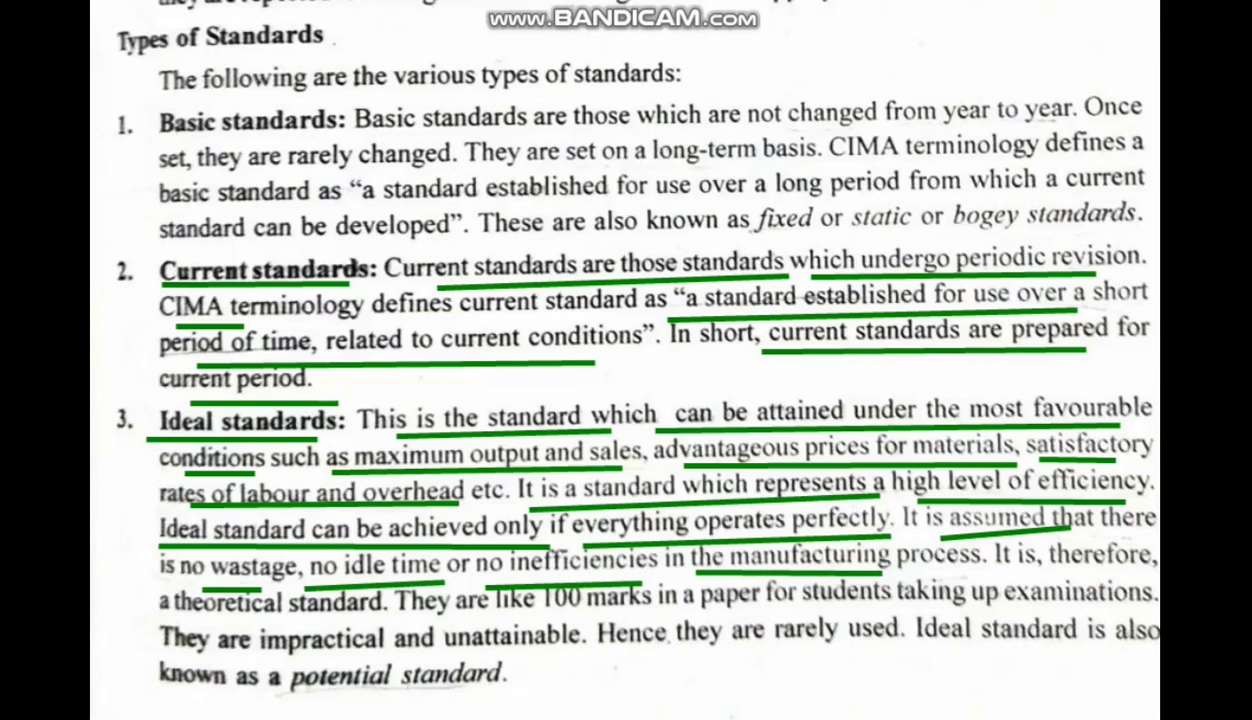 www.BANDICAM.com
Types of Standards
The following are the various types of standards:
1. Basic standards: Basic standards are those which are not changed from year to year. Once
set, they are rarely changed. They are set on a long-term basis. CIMA terminology defines a
basic standard as “a standard established for use over a long period from which a current
standard can be developed”. These are also known as fixed or static or bogey standards.
2. Current standards: Current standards are those standards which undergo periodic revision.
CIMA terminology defines current standard as “a standard established for use over a short
period of time, related to current conditions”. In short, current standards are prepared for
current period.
3. Ideal standards: This is the standard which can be attained under the most favourable
conditions such as maximum output and sales, advantageous prices for materials, satisfactory
rates of labour and overhead etc. It is a standard which represents a high level of efficiency.
Ideal standard can be achieved only if everything operates perfectly. It is assumed that there
is no wastage, no idle time or no inefficiencies in the manufacturing process. It is, therefore,
a theoretical standard. They are like 100 marks in a paper for students taking up examinations.
They are impractical and unattainable. Hence they are rarely used. Ideal standard is also
known as a potential standard.